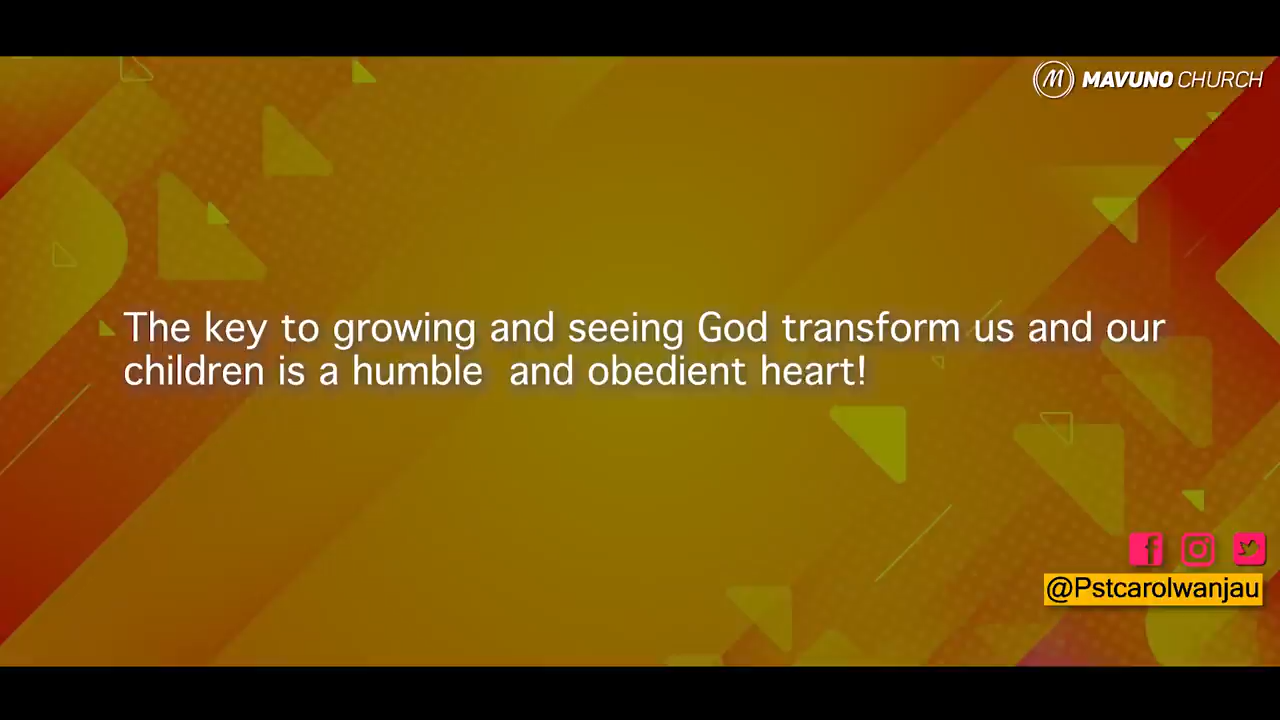 MAVUNO CHURCH
The key to growing and seeing God transform us and our
children is a humble  and obedient heart!
@Pstcarolwanjau